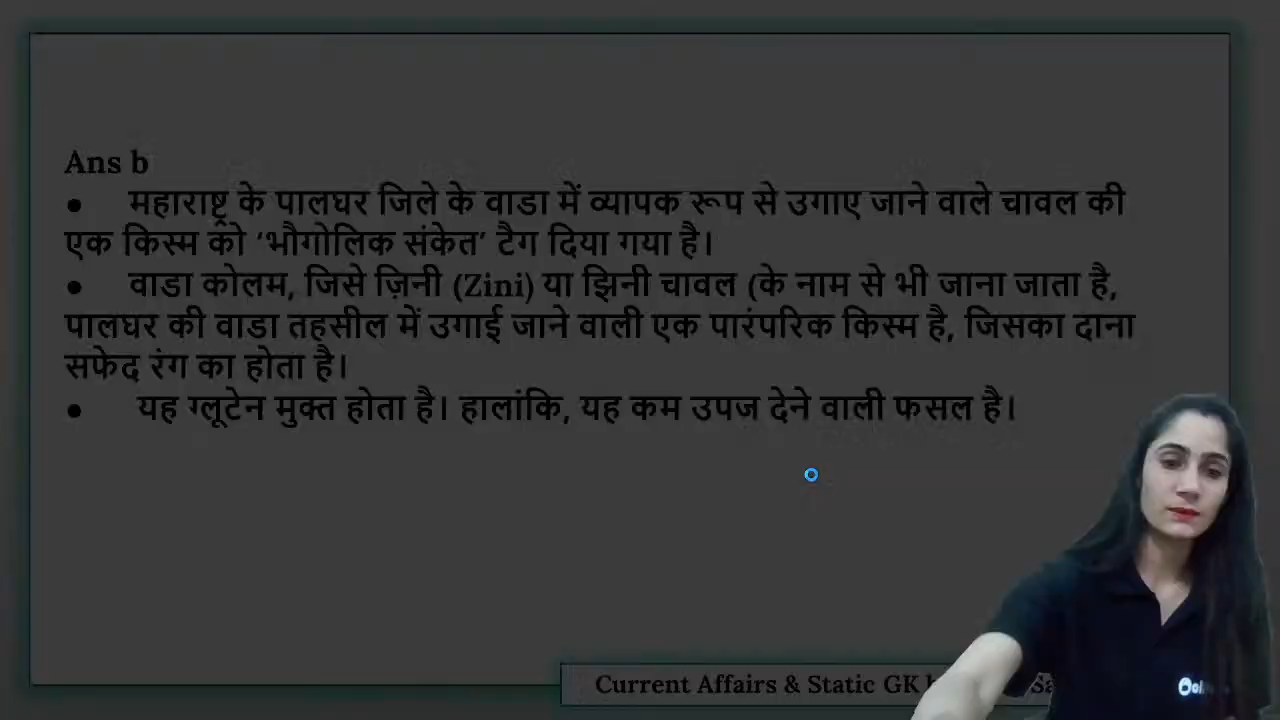 Ans b
● महाराष्ट्र के पालघर जिले के वाडा में व्यापक रूप से उगाए जाने वाले चावल की
एक किस्म को ‘भौगोलिक संकेत’ टैग दिया गया है।
● वाडा कोलम, जिसे ज़िनी (Zini) या झिनी चावल (के नाम से भी जाना जाता है,
पालघर की वाडा तहसील में उगाई जाने वाली एक पारंपरिक किस्म है, जिसका दाना
सफेद रंग का होता है।
● यह ग्लूटेन मुक्त होता है। हालांकि, यह कम उपज देने वाली फसल है।
Current Affairs & Static GK